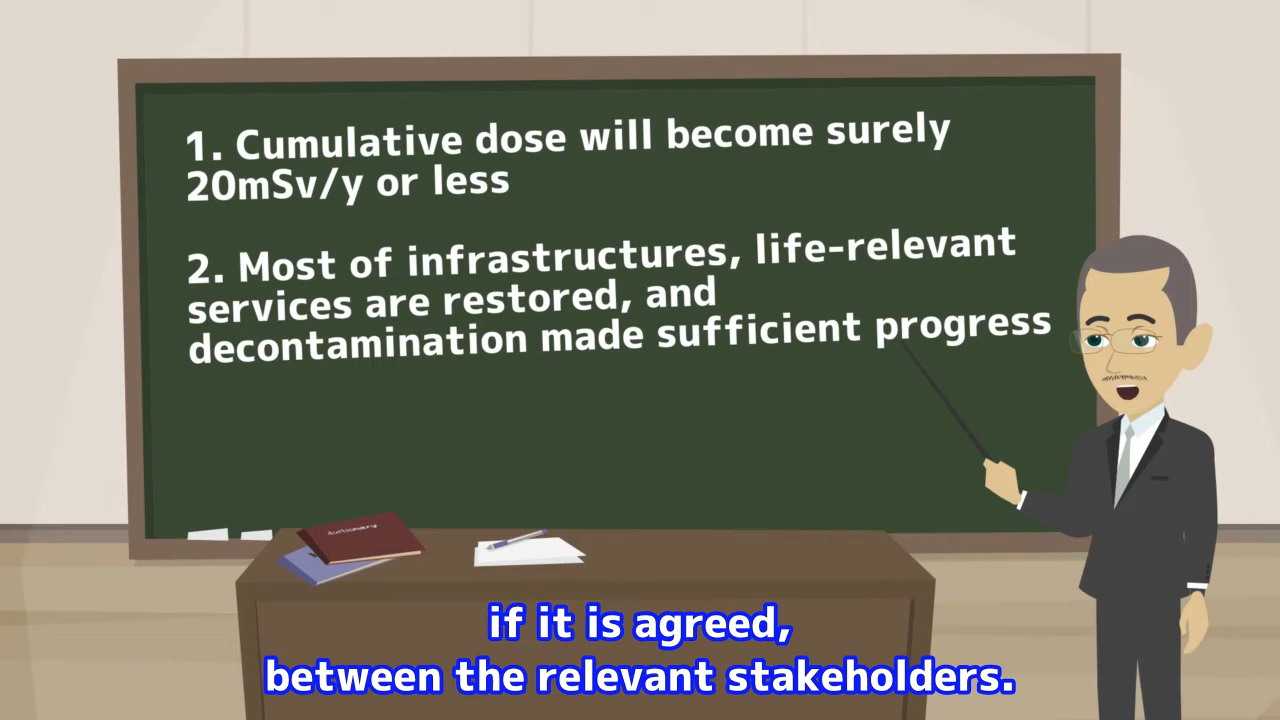 1. Cumulative dose will become surely
20mSv/y or less
2. Most of infrastructures, life-relevant
services are restored, and
decontamination made sufficient progress
Dictionary
if it is agreed,
between the relevant stakeholders.